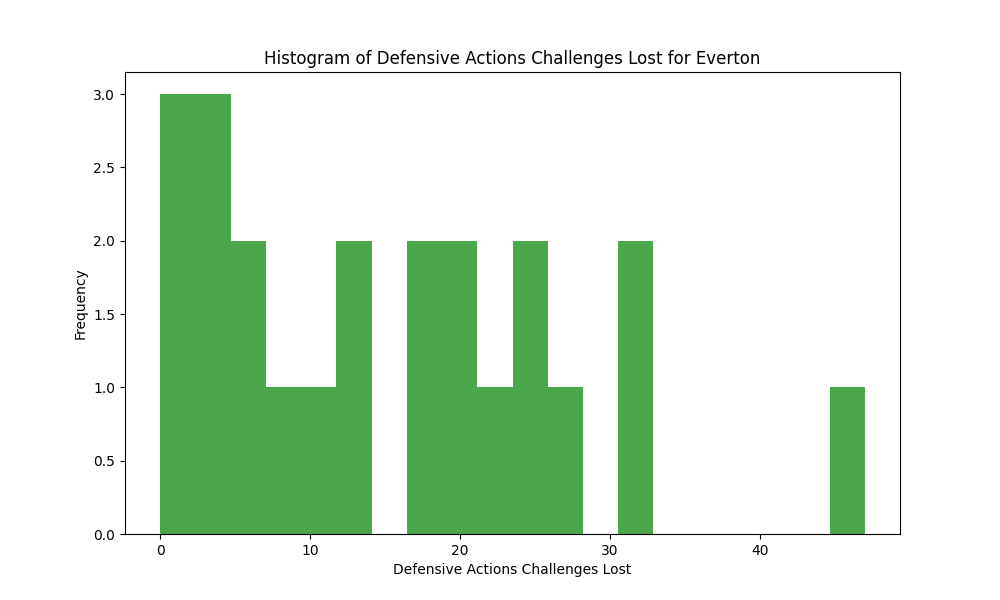 Histogram of Defensive Actions Challenges Lost for Everton
3.0
2.5
2.0
1.5
1.0
0.5
0.0
Frequency
0 10 20 30 40
Defensive Actions Challenges Lost